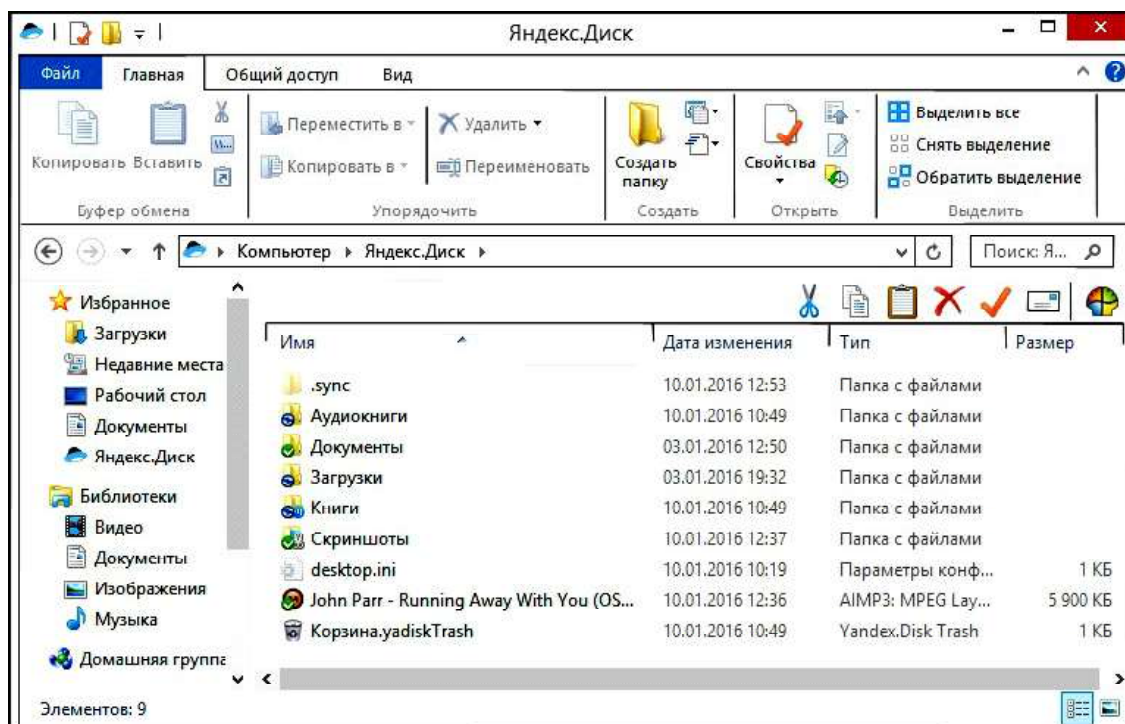 Яндекс.Диск
Файл Главная Общий доступ Вид
Копировать Вставить
Переместить в
Копировать в
Удалить
Переименовать
Создать папку
Свойства
Выделить все
Снять выделение
Обратить выделение
Буфер обмена Упорядочить Создать Открыть Выделить
Компьютер Яндекс.Диск
Поиск: Я...
Избранное
Загрузки
Недавние места
Рабочий стол
Документы
Яндекс.Диск
Библиотеки
Видео
Документы
Изображения
Музыка
Домашняя группа
Имя Дата изменения Тип Размер
.sync 10.01.2016 12:53 Папка с файлами
Аудиокниги 10.01.2016 10:49 Папка с файлами
Документы 03.01.2016 12:50 Папка с файлами
Загрузки 03.01.2016 19:32 Папка с файлами
Книги 10.01.2016 10:49 Папка с файлами
Скриншоты 10.01.2016 12:37 Папка с файлами
desktop.ini 10.01.2016 10:19 Параметры конф... 1 КБ
John Parr - Running Away With You (OS... 10.01.2016 12:36 AIMP3: MPEG Lay... 5 900 КБ
Корзина.yadiskTrash 10.01.2016 10:49 Yandex.Disk Trash 1 КБ
Элементов: 9